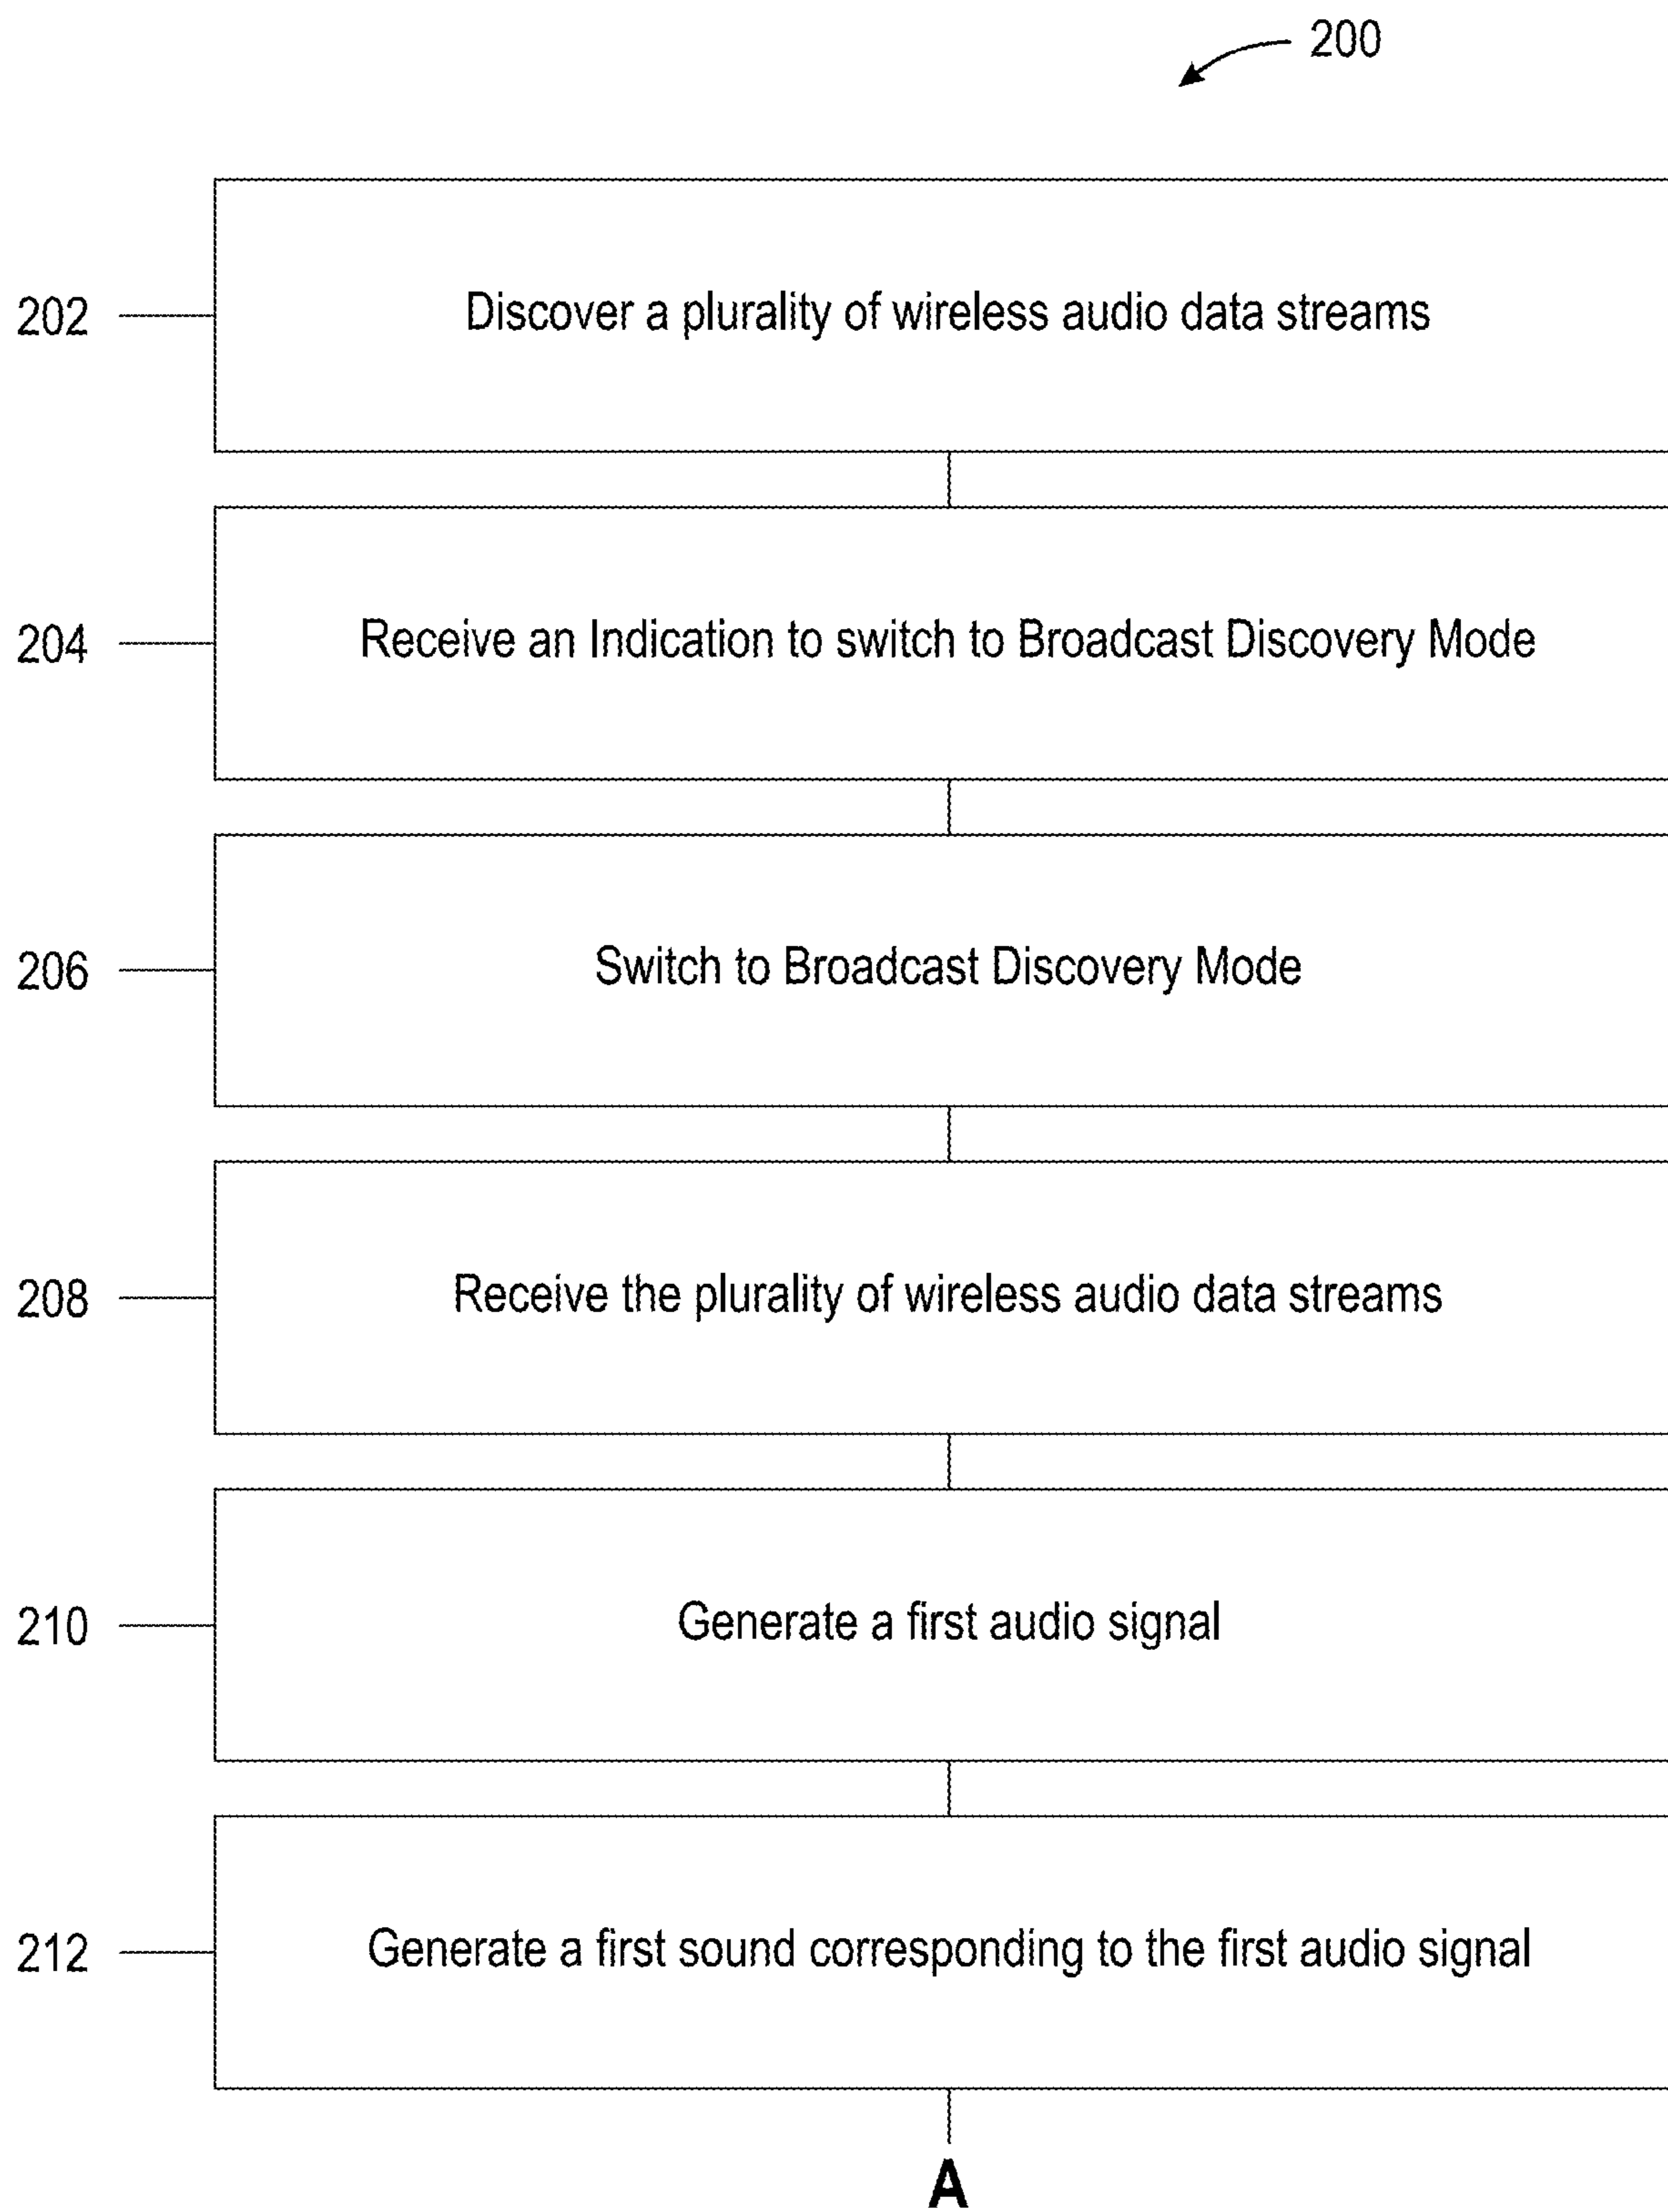 200
202 Discover a plurality of wireless audio data streams
204 Receive an Indication to switch to Broadcast Discovery Mode
206 Switch to Broadcast Discovery Mode
208 Receive the plurality of wireless audio data streams
210 Generate a first audio signal
212 Generate a first sound corresponding to the first audio signal
A